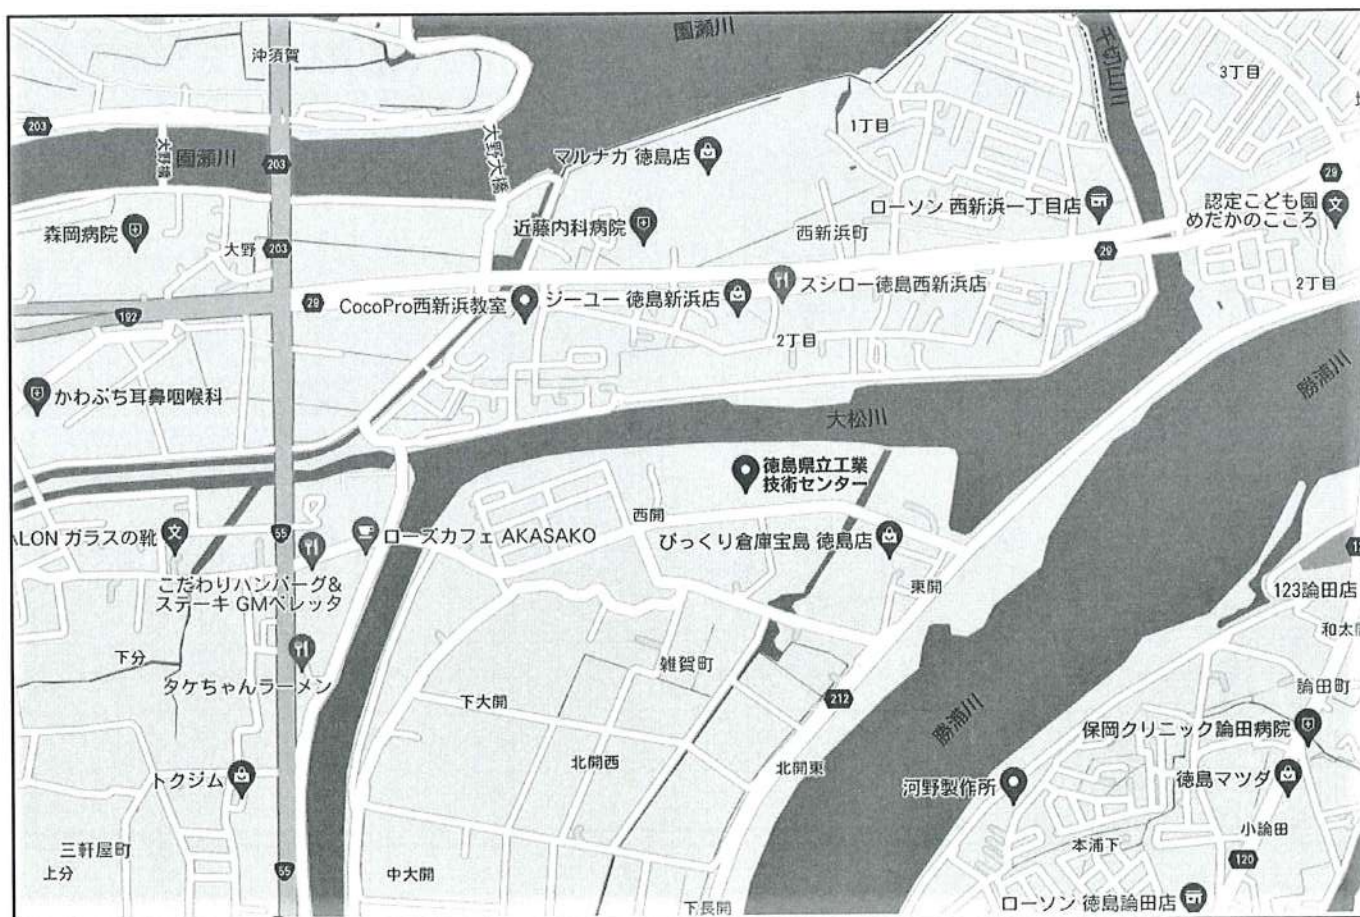 園瀬川
沖須賀
千切山川
3丁目
203
大野橋
園瀬川
203
大野大橋
マルナカ 徳島店
1丁目
29
森岡病院
大野
203
近藤内科病院
西新浜町
ローソン 西新浜一丁目店
29
認定こども園
めだかのこころ
192
29
CocoPro西新浜教室
ジーユー 徳島新浜店
スシロー徳島西新浜店
2丁目
2丁目
かわぶち耳鼻咽喉科
大松川
勝浦川
徳島県立工業
技術センター
ALON ガラスの靴
55
ローズカフェ AKASAKO
西開
びっくり倉庫宝島 徳島店
東開
こだわりハンバーグ&
ステーキ GMベレッタ
123論田店
下分
タケちゃんラーメン
雑賀町
論田町
下大開
212
勝浦川
保岡クリニック論田病院
トクジム
北開西
北開東
河野製作所
徳島マツダ
三軒屋町
上分
55
中大開
本浦下
小論田
120
下長開
ローソン 徳島論田店